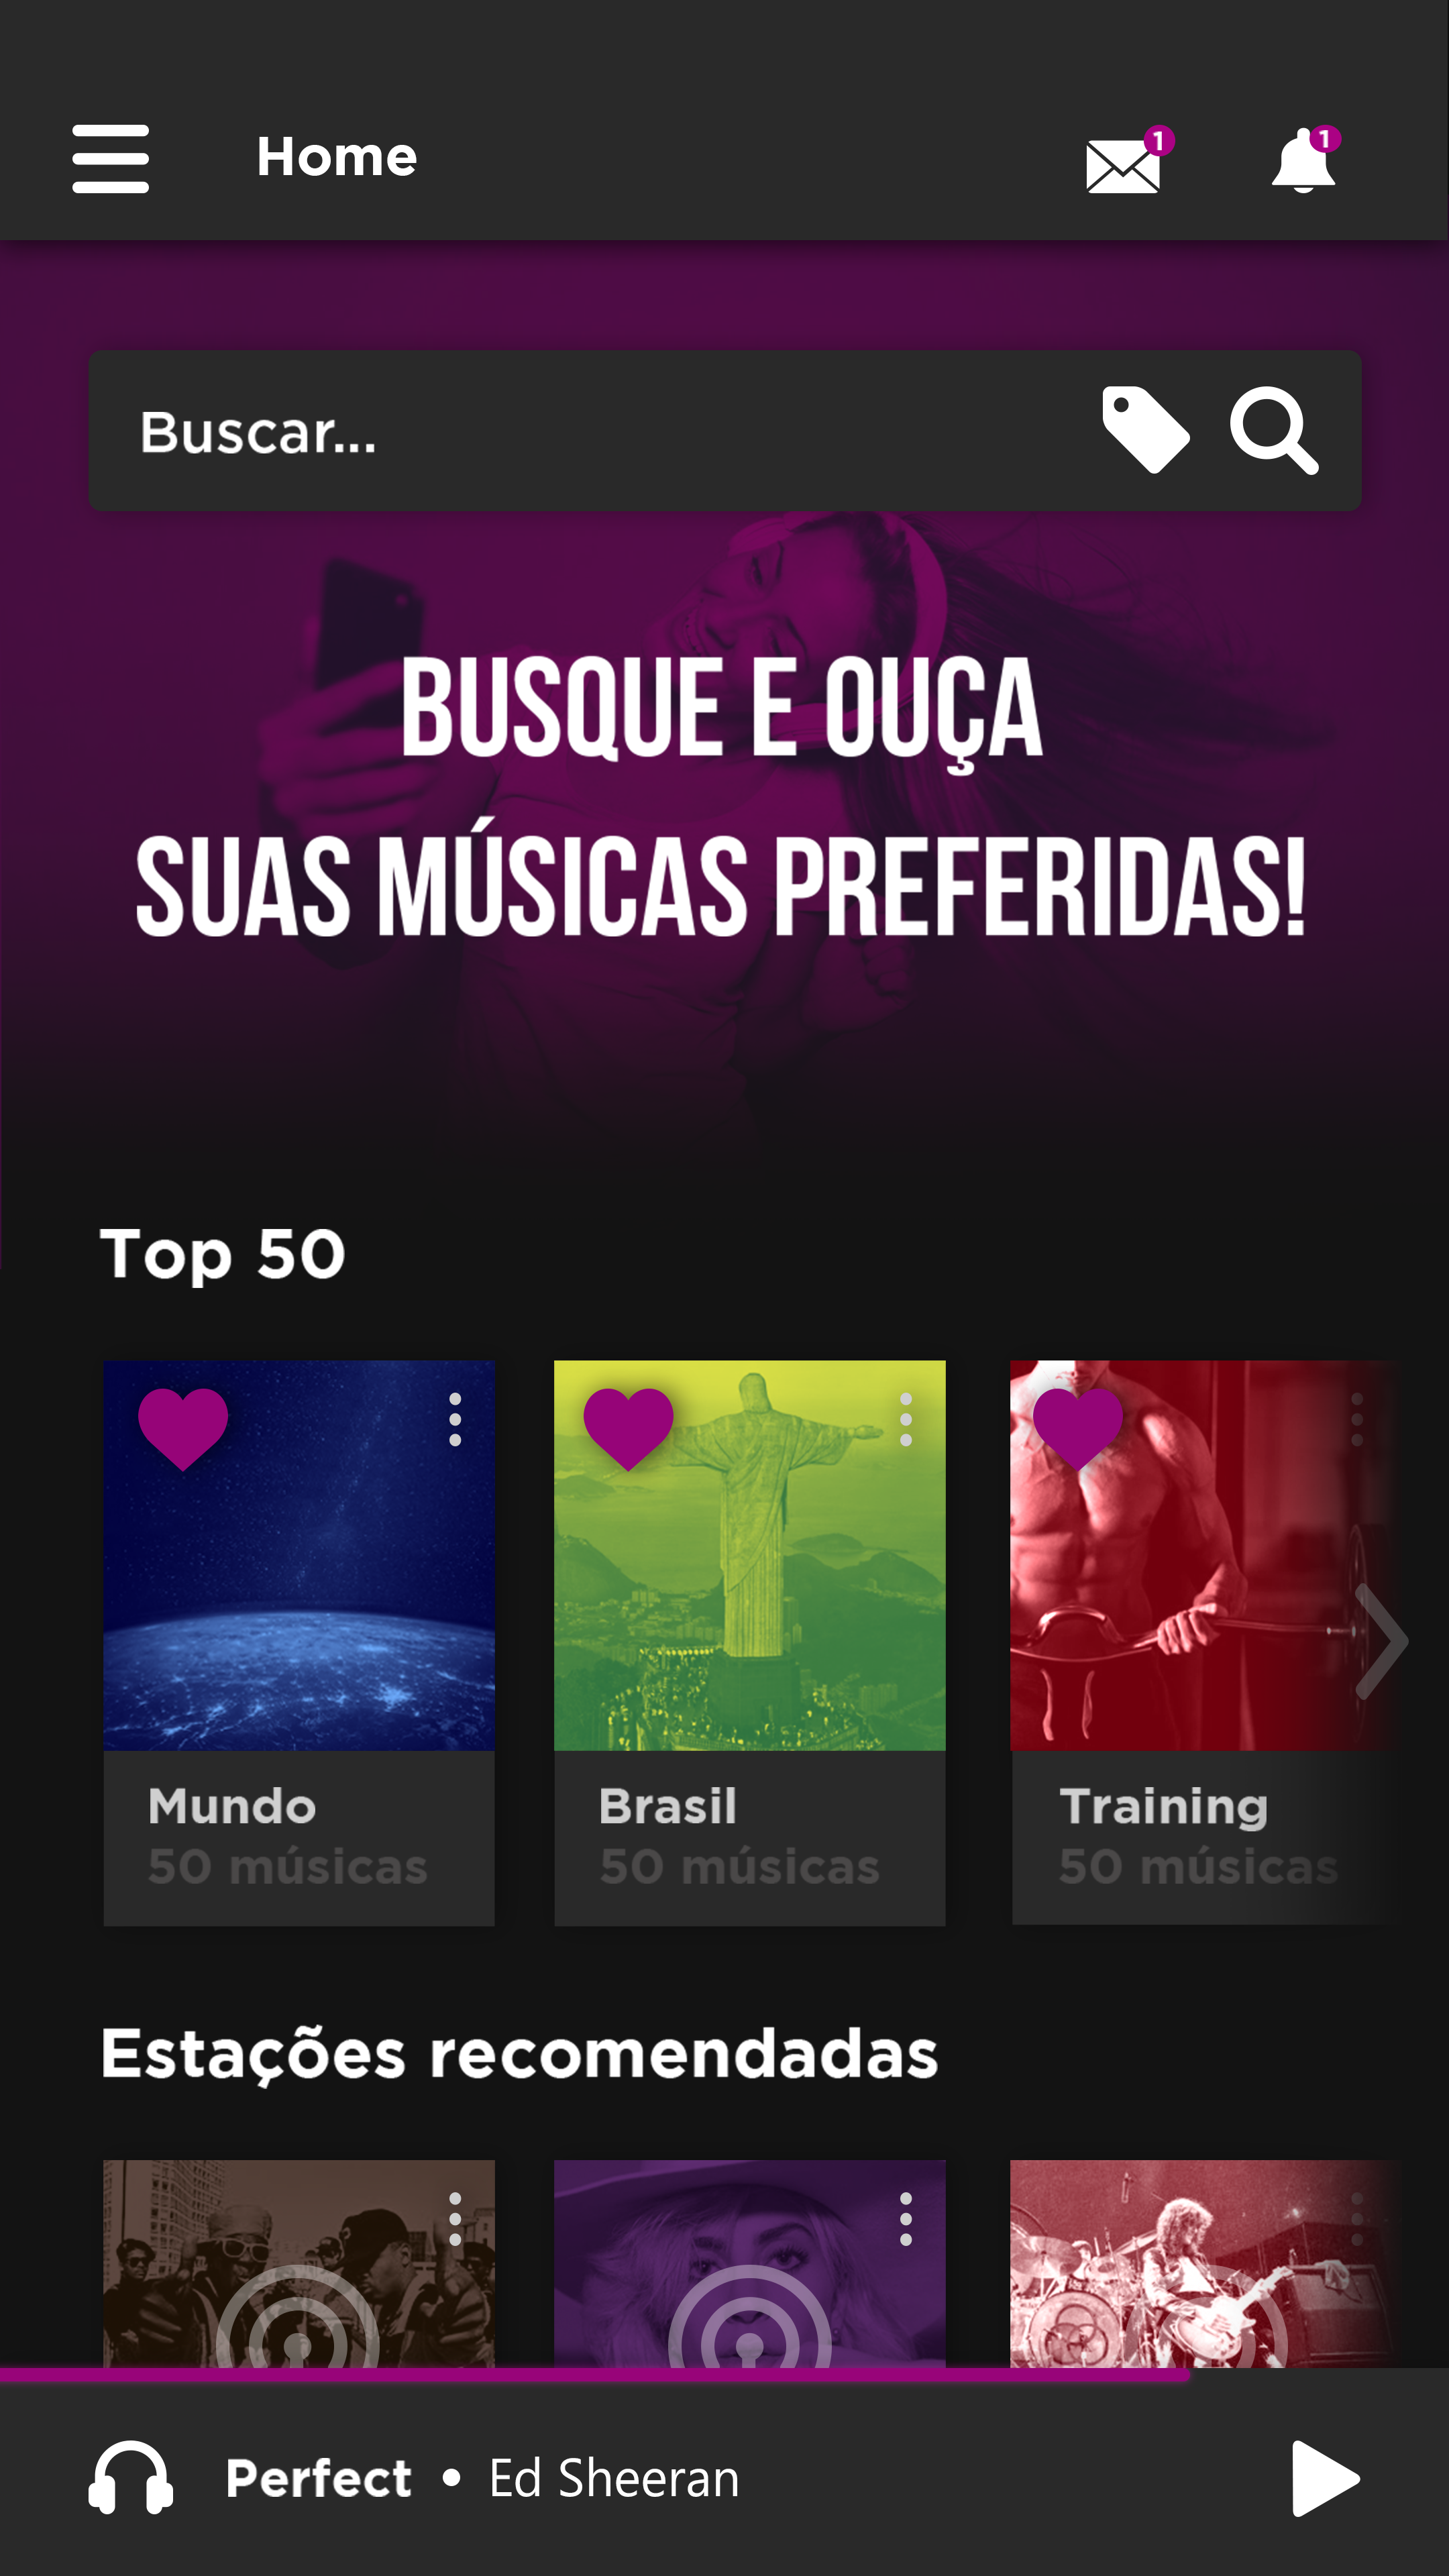 Home
1
1
Buscar...
BUSQUE E OUÇA
SUAS MÚSICAS PREFERIDAS!
Top 50
Mundo
50 músicas
Brasil
50 músicas
Training
50 músicas
Estações recomendadas
Perfect • Ed Sheeran